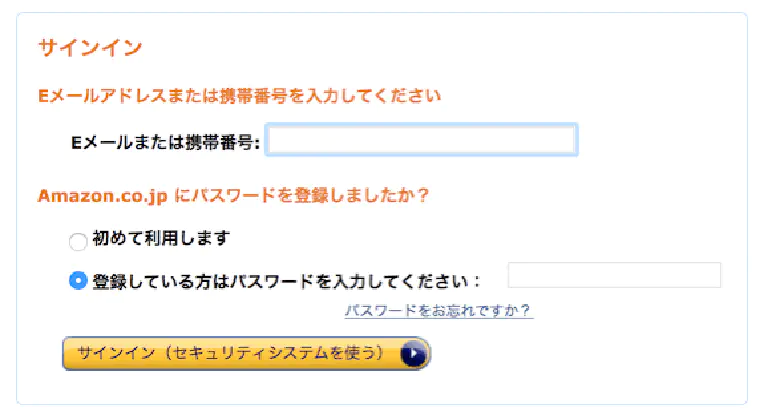 サインイン
Eメールアドレスまたは携帯番号を入力してください
Eメールまたは携帯番号:
Amazon.co.jp にパスワードを登録しましたか？
初めて利用します
登録している方はパスワードを入力してください：
パスワードをお忘れですか？
サインイン（セキュリティシステムを使う）